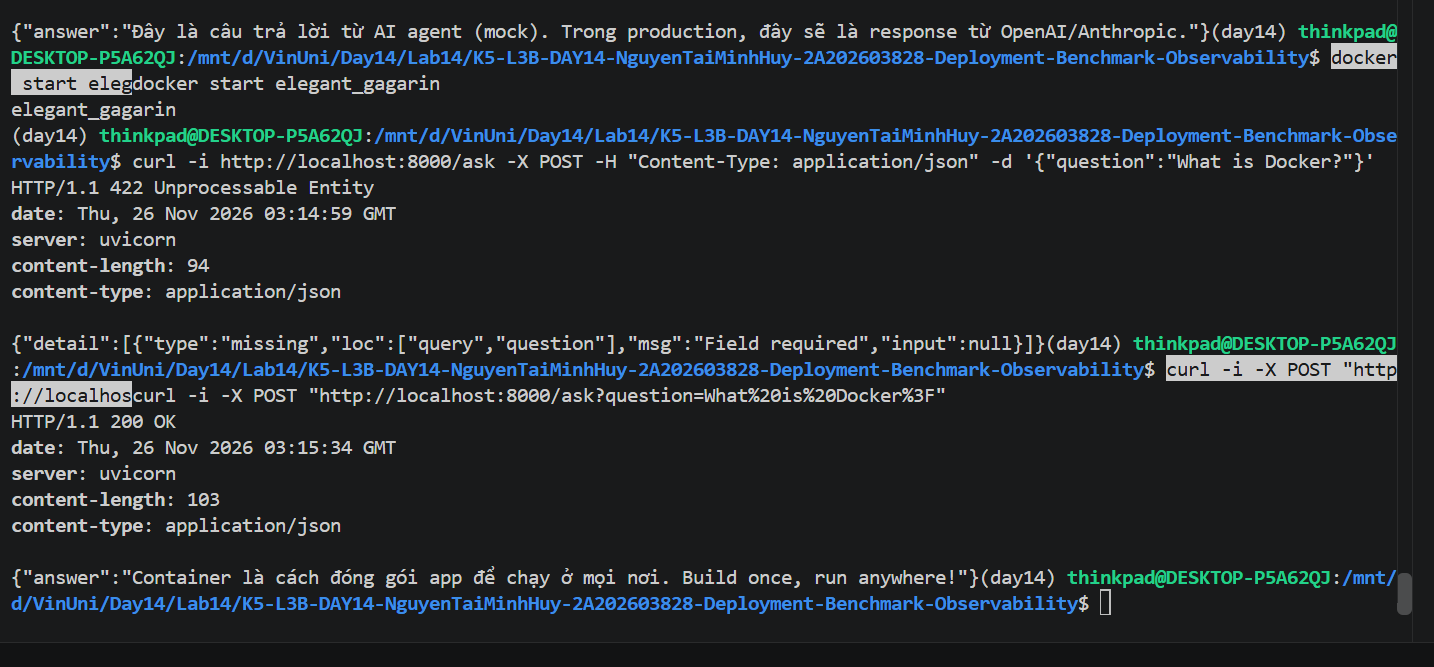 {"answer":"Đây là câu trả lời từ AI agent (mock). Trong production, đây sẽ là response từ OpenAI/Anthropic."}(day14) thinkpad@
DESKTOP-P5A62QJ:/mnt/d/VinUni/Day14/Lab14/K5-L3B-DAY14-NguyenTaiMinhHuy-2A202603828-Deployment-Benchmark-Observability$ docker
 start elegdocker start elegant_gagarin
elegant_gagarin
(day14) thinkpad@DESKTOP-P5A62QJ:/mnt/d/VinUni/Day14/Lab14/K5-L3B-DAY14-NguyenTaiMinhHuy-2A202603828-Deployment-Benchmark-Obse
rvability$ curl -i http://localhost:8000/ask -X POST -H "Content-Type: application/json" -d '{"question":"What is Docker?"}'
HTTP/1.1 422 Unprocessable Entity
date: Thu, 26 Nov 2026 03:14:59 GMT
server: uvicorn
content-length: 94
content-type: application/json

{"detail":[{"type":"missing","loc":["query","question"],"msg":"Field required","input":null}]}(day14) thinkpad@DESKTOP-P5A62QJ
:/mnt/d/VinUni/Day14/Lab14/K5-L3B-DAY14-NguyenTaiMinhHuy-2A202603828-Deployment-Benchmark-Observability$ curl -i -X POST "http
://localhoscurl -i -X POST "http://localhost:8000/ask?question=What%20is%20Docker%3F"
HTTP/1.1 200 OK
date: Thu, 26 Nov 2026 03:15:34 GMT
server: uvicorn
content-length: 103
content-type: application/json

{"answer":"Container là cách đóng gói app để chạy ở mọi nơi. Build once, run anywhere!"}(day14) thinkpad@DESKTOP-P5A62QJ:/mnt/
d/VinUni/Day14/Lab14/K5-L3B-DAY14-NguyenTaiMinhHuy-2A202603828-Deployment-Benchmark-Observability$